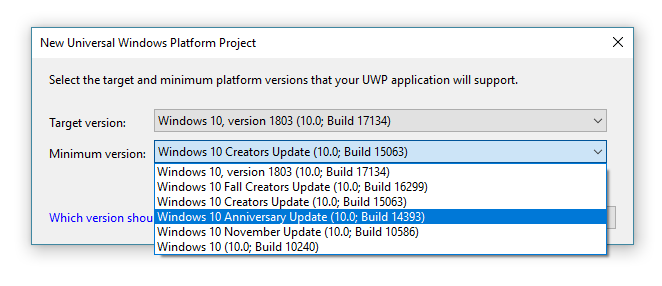 New Universal Windows Platform Project
Select the target and minimum platform versions that your UWP application will support.
Target version: Windows 10, version 1803 (10.0; Build 17134)
Minimum version: Windows 10 Creators Update (10.0; Build 15063)
Windows 10, version 1803 (10.0; Build 17134)
Windows 10 Fall Creators Update (10.0; Build 16299)
Windows 10 Creators Update (10.0; Build 15063)
Which version shou Windows 10 Anniversary Update (10.0; Build 14393)
Windows 10 November Update (10.0; Build 10586)
Windows 10 (10.0; Build 10240)